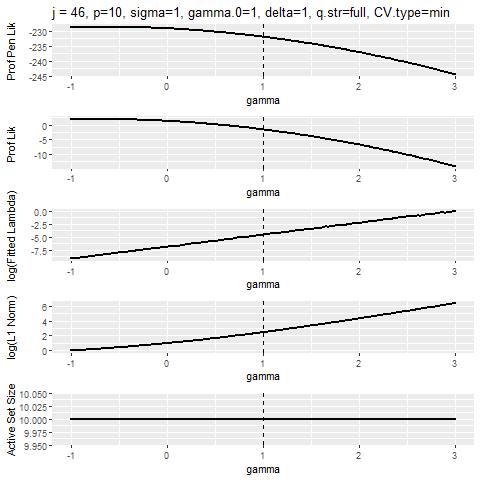 j = 46, p=10, sigma=1, gamma.0=1, delta=1, q.str=full, CV.type=min
Prof Pen Lik
-230
-235
-240
-245
-1 0 1 2 3
gamma
Prof Lik
0
-5
-10
-1 0 1 2 3
gamma
log(Fitted Lambda)
0.0
-2.5
-5.0
-7.5
-1 0 1 2 3
gamma
log(L1 Norm)
6
4
2
0
-1 0 1 2 3
gamma
Active Set Size
10.050
10.025
10.000
9.975
9.950
-1 0 1 2 3
gamma